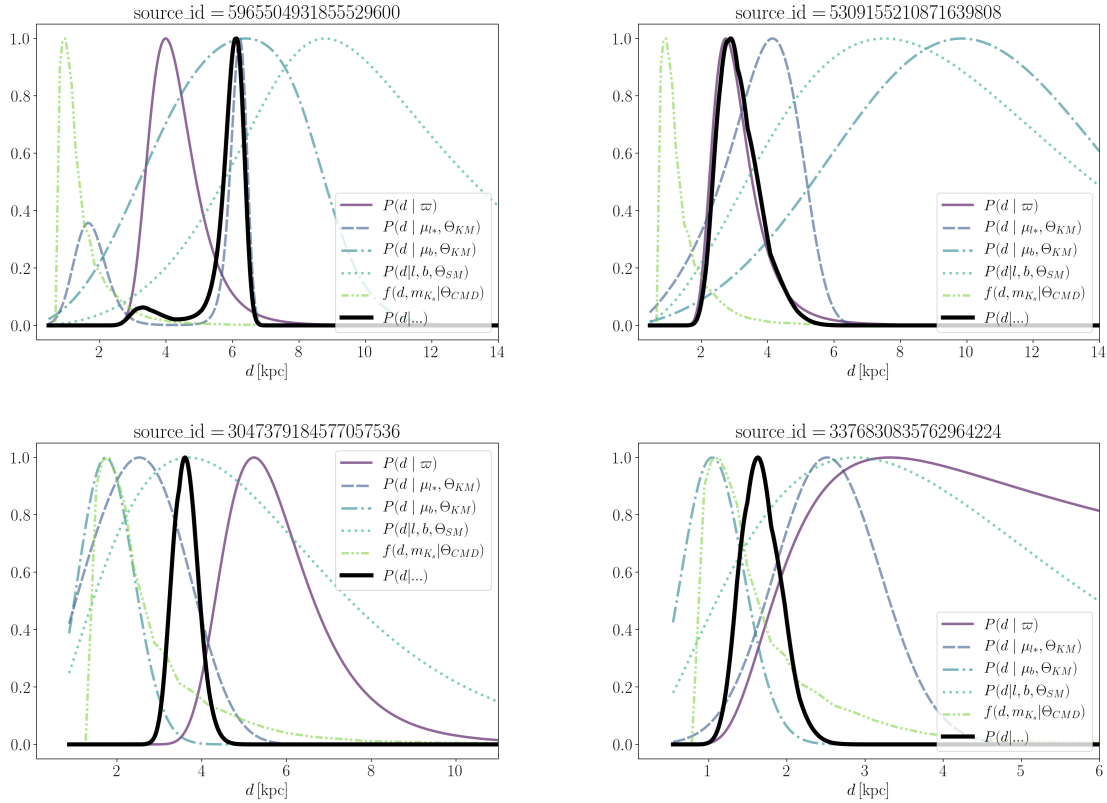 source_id = 5965504931855529600
1.0
0.8
0.6
0.4
0.2
0.0
P(d | ϖ)
P(d | μ_{l*}, Θ_{KM})
P(d | μ_b, Θ_{KM})
P(d|l, b, Θ_{SM})
f(d, m_{K_s}|Θ_{CMD})
P(d|...)
2 4 6 8 10 12 14
d [kpc]
source_id = 5309155210871639808
1.0
0.8
0.6
0.4
0.2
0.0
P(d | ϖ)
P(d | μ_{l*}, Θ_{KM})
P(d | μ_b, Θ_{KM})
P(d|l, b, Θ_{SM})
f(d, m_{K_s}|Θ_{CMD})
P(d|...)
2 4 6 8 10 12 14
d [kpc]
source_id = 3047379184577057536
1.0
0.8
0.6
0.4
0.2
0.0
P(d | ϖ)
P(d | μ_{l*}, Θ_{KM})
P(d | μ_b, Θ_{KM})
P(d|l, b, Θ_{SM})
f(d, m_{K_s}|Θ_{CMD})
P(d|...)
2 4 6 8 10
d [kpc]
source_id = 3376830835762964224
1.0
0.8
0.6
0.4
0.2
0.0
P(d | ϖ)
P(d | μ_{l*}, Θ_{KM})
P(d | μ_b, Θ_{KM})
P(d|l, b, Θ_{SM})
f(d, m_{K_s}|Θ_{CMD})
P(d|...)
1 2 3 4 5 6
d [kpc]